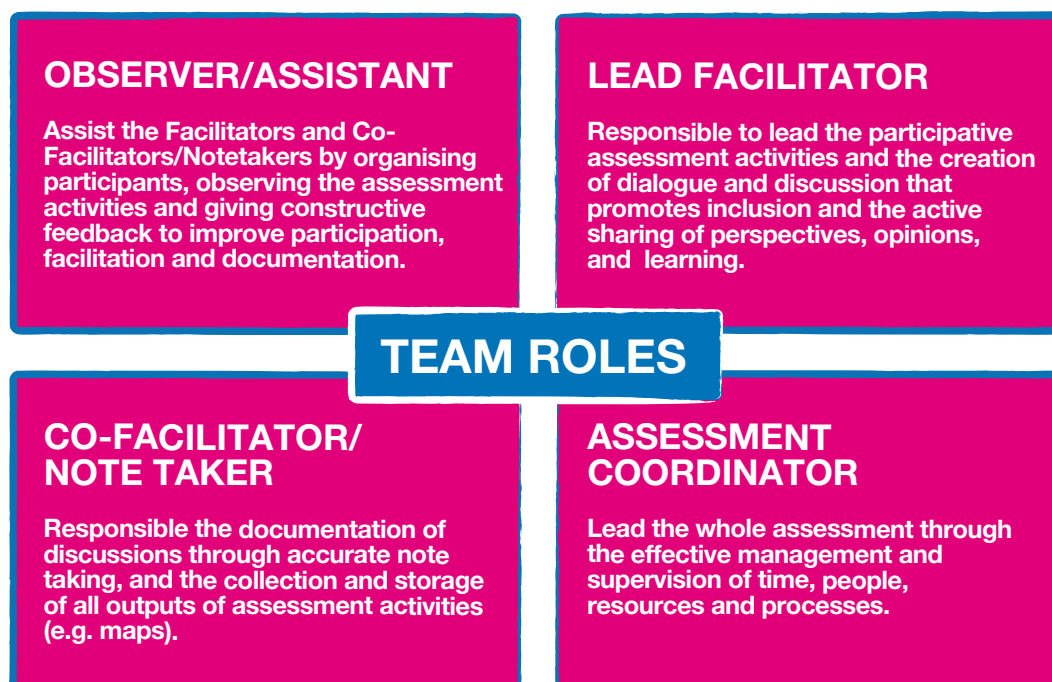 OBSERVER/ASSISTANT
Assist the Facilitators and Co-
Facilitators/Notetakers by organising
participants, observing the assessment
activities and giving constructive
feedback to improve participation,
facilitation and documentation.
LEAD FACILITATOR
Responsible to lead the participative
assessment activities and the creation
of dialogue and discussion that
promotes inclusion and the active
sharing of perspectives, opinions,
and learning.
TEAM ROLES
CO-FACILITATOR/
NOTE TAKER
Responsible the documentation of
discussions through accurate note
taking, and the collection and storage
of all outputs of assessment activities
(e.g. maps).
ASSESSMENT
COORDINATOR
Lead the whole assessment through
the effective management and
supervision of time, people,
resources and processes.